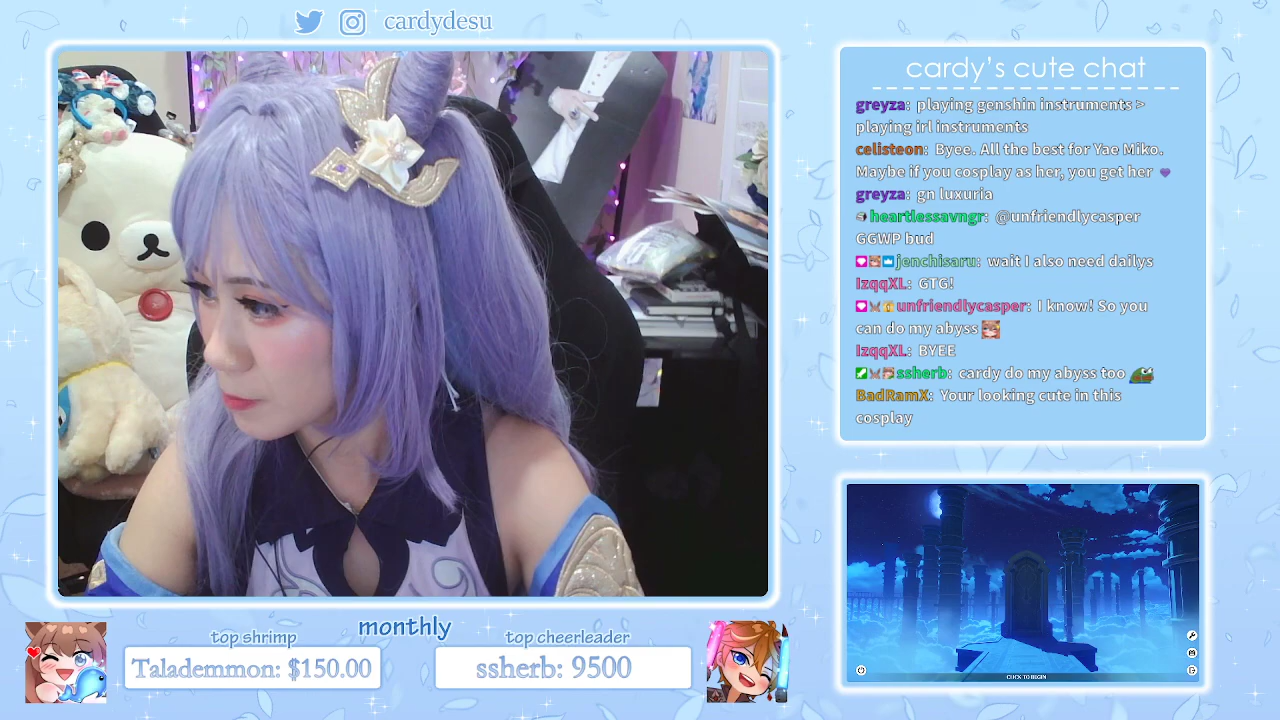 cardydesu
cardy's cute chat
greyza: playing genshin instruments >
playing irl instruments
celisteon: Byee. All the best for Yae Miko.
Maybe if you cosplay as her, you get her
greyza: gn luxuria
heartlessavngr: @unfriendlycasper
GGWP bud
jenchisaru: wait I also need dailys
IzqqXL: GTG!
unfriendlycasper: I know! So you
can do my abyss
IzqqXL: BYEE
ssherb: cardy do my abyss too
BadRamX: Your looking cute in this
cosplay
CLICK TO BEGIN
monthly
top shrimp
top cheerleader
Talademmon: $150.00
ssherb: 9500